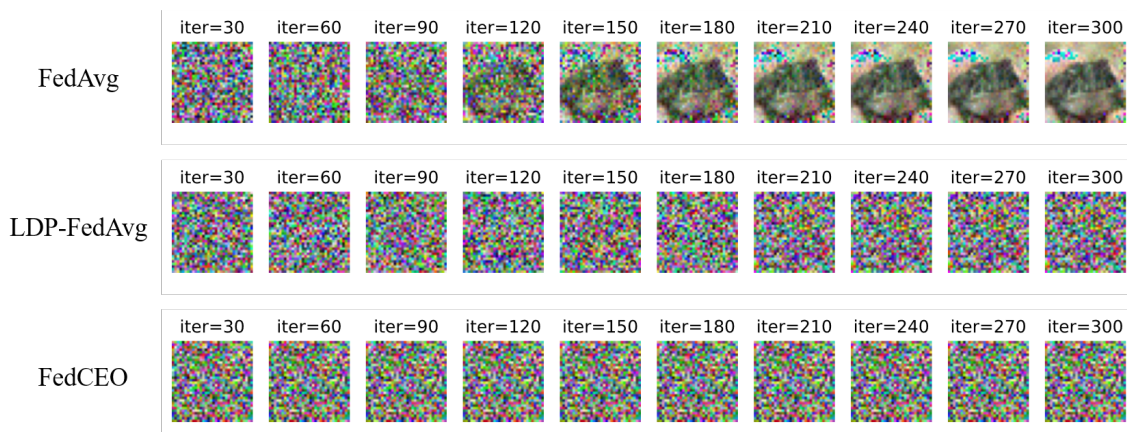 iter=30 iter=60 iter=90 iter=120 iter=150 iter=180 iter=210 iter=240 iter=270 iter=300
FedAvg
iter=30 iter=60 iter=90 iter=120 iter=150 iter=180 iter=210 iter=240 iter=270 iter=300
LDP-FedAvg
iter=30 iter=60 iter=90 iter=120 iter=150 iter=180 iter=210 iter=240 iter=270 iter=300
FedCEO